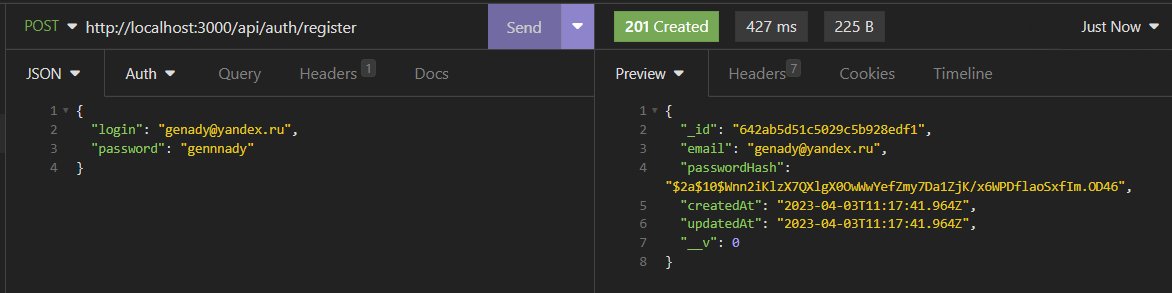 POST http://localhost:3000/api/auth/register Send 201 Created 427 ms 225 B Just Now
JSON Auth Query Headers 1 Docs Preview Headers 7 Cookies Timeline
1 {
2 "login": "genady@yandex.ru",
3 "password": "gennnady"
4 }
1 {
2 "_id": "642ab5d51c5029c5b928edf1",
3 "email": "genady@yandex.ru",
4 "passwordHash":
"$2a$10$Wnn2iKlzX7QXlgX0OwWwYefZmy7Da1ZjK/x6WPDflaoSxfIm.OD46",
5 "createdAt": "2023-04-03T11:17:41.964Z",
6 "updatedAt": "2023-04-03T11:17:41.964Z",
7 "__v": 0
8 }